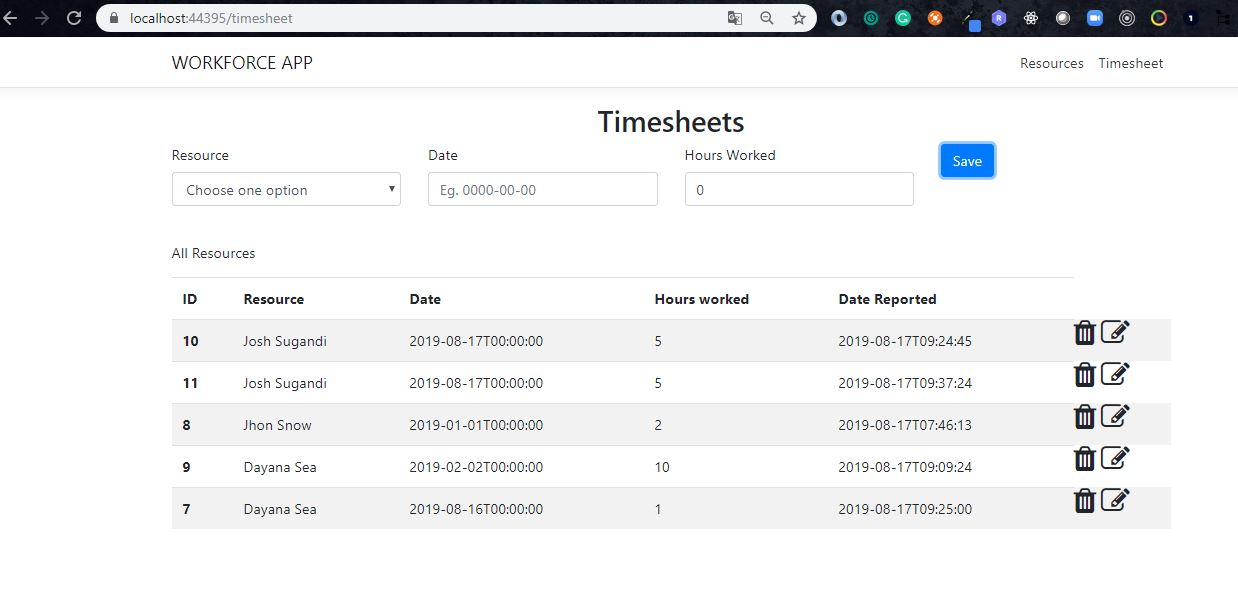 localhost:44395/timesheet
WORKFORCE APP Resources Timesheet
Timesheets
Resource Date Hours Worked Save
Choose one option Eg. 0000-00-00 0
All Resources
ID Resource Date Hours worked Date Reported
10 Josh Sugandi 2019-08-17T00:00:00 5 2019-08-17T09:24:45
11 Josh Sugandi 2019-08-17T00:00:00 5 2019-08-17T09:37:24
8 Jhon Snow 2019-01-01T00:00:00 2 2019-08-17T07:46:13
9 Dayana Sea 2019-02-02T00:00:00 10 2019-08-17T09:09:24
7 Dayana Sea 2019-08-16T00:00:00 1 2019-08-17T09:25:00